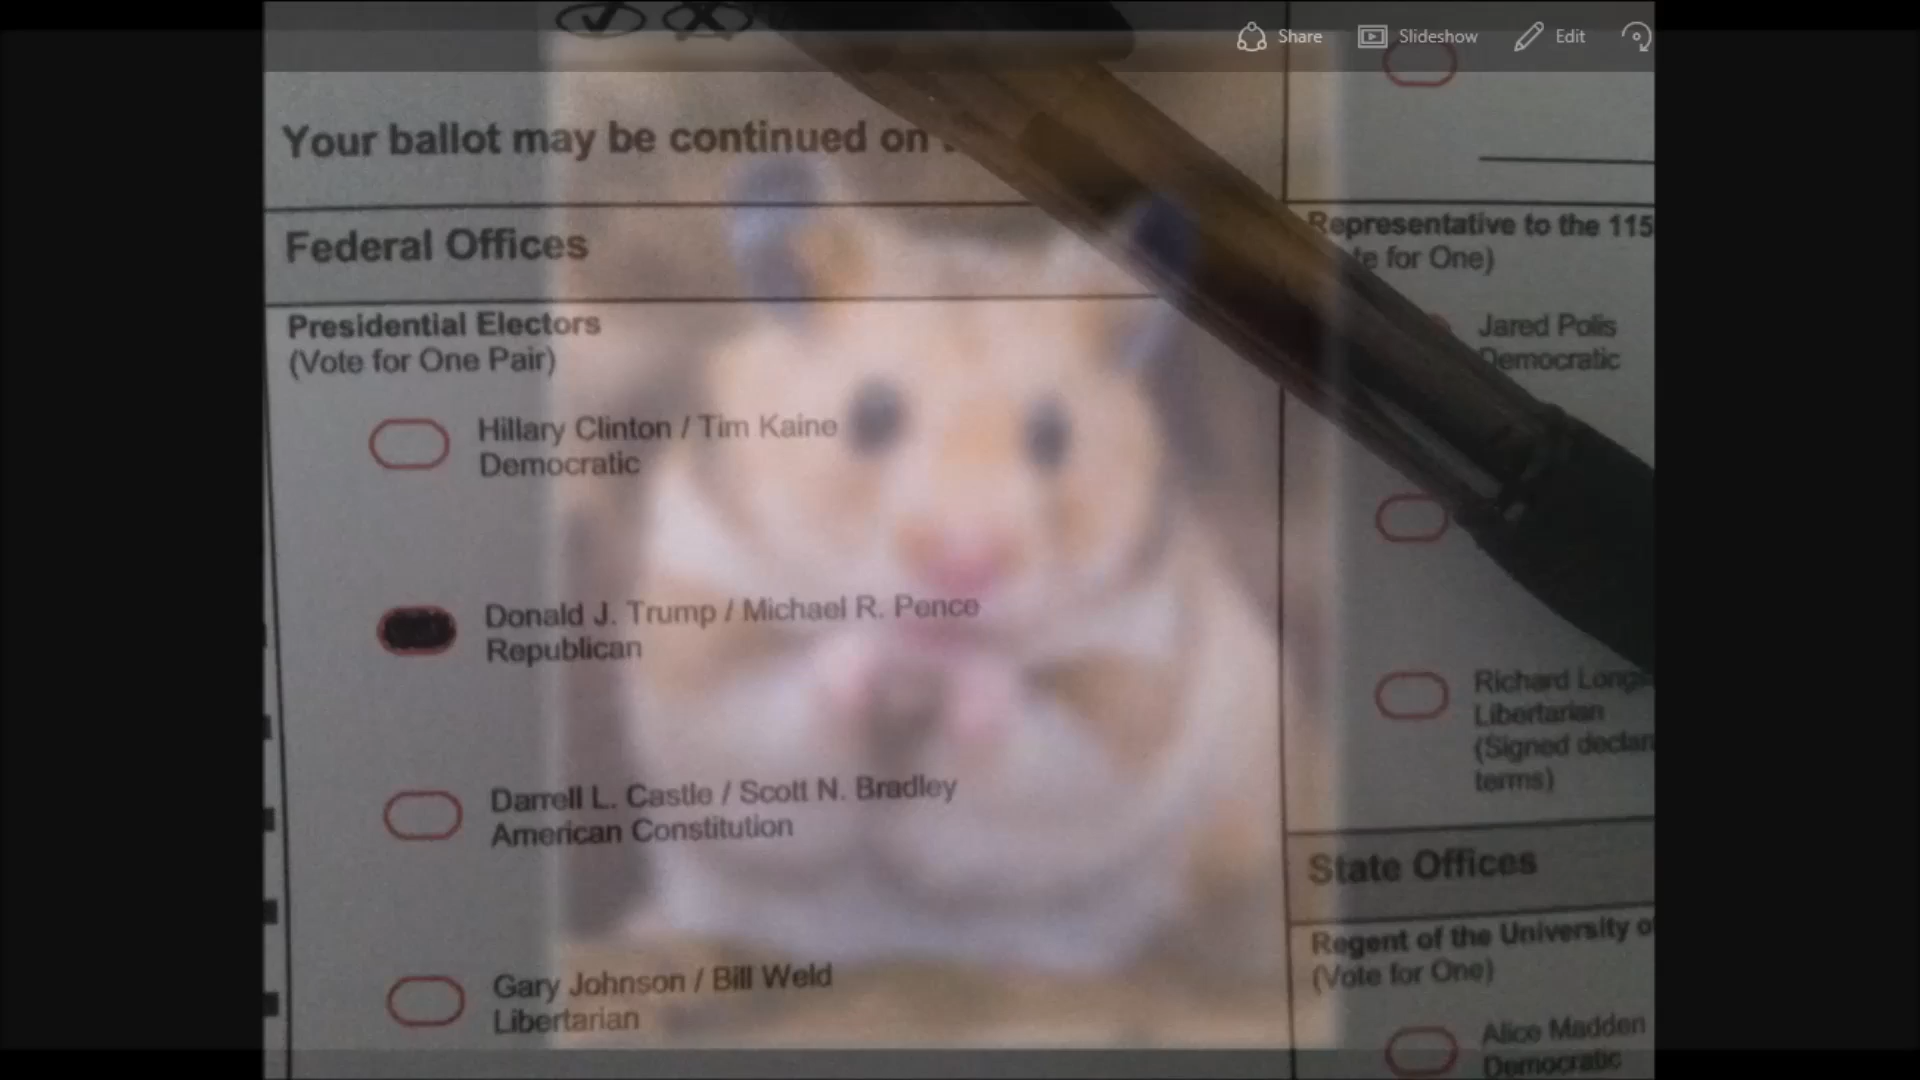 Share Slideshow Edit
Your ballot may be continued on
Federal Offices
Presidential Electors
(Vote for One Pair)
Hillary Clinton / Tim Kaine
Democratic
Donald J. Trump / Michael R. Pence
Republican
Darrell L. Castle / Scott N. Bradley
American Constitution
Gary Johnson / Bill Weld
Libertarian
Representative to the 115
for One)
Jared Polis
Democratic
Richard
Libertarian
(Signed
terms)
State Offices
Regent of the University
(Vote for One)
Alice Madden
Democratic